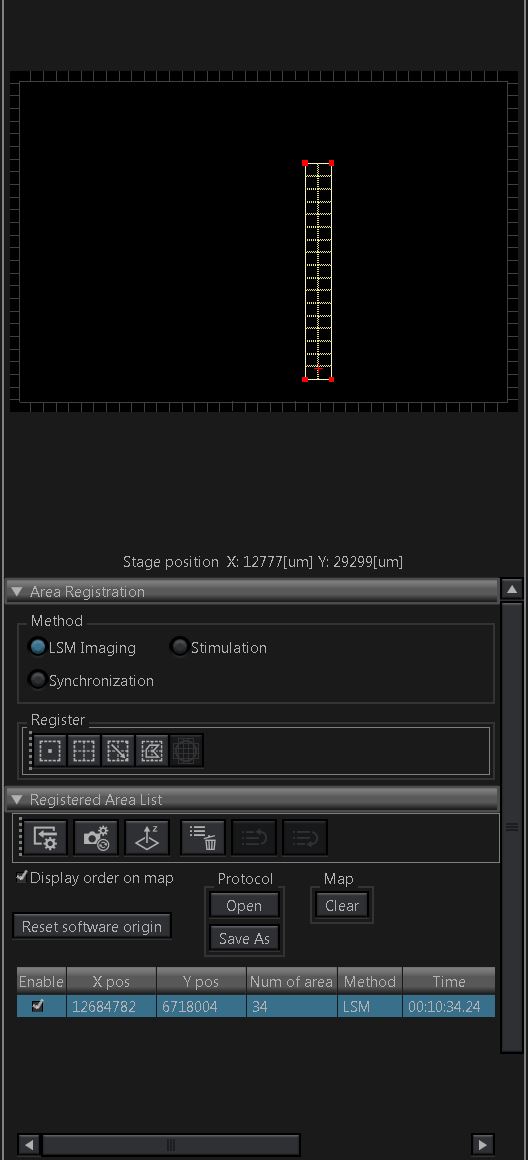 Stage position X: 12777[um] Y: 29299[um]
Area Registration
Method
LSM Imaging Stimulation
Synchronization
Register
Registered Area List
Z
Display order on map Protocol Map
Open Clear
Reset software origin
Save As
Enable X pos Y pos Num of area Method Time
12684782 6718004 34 LSM 00:10:34.24